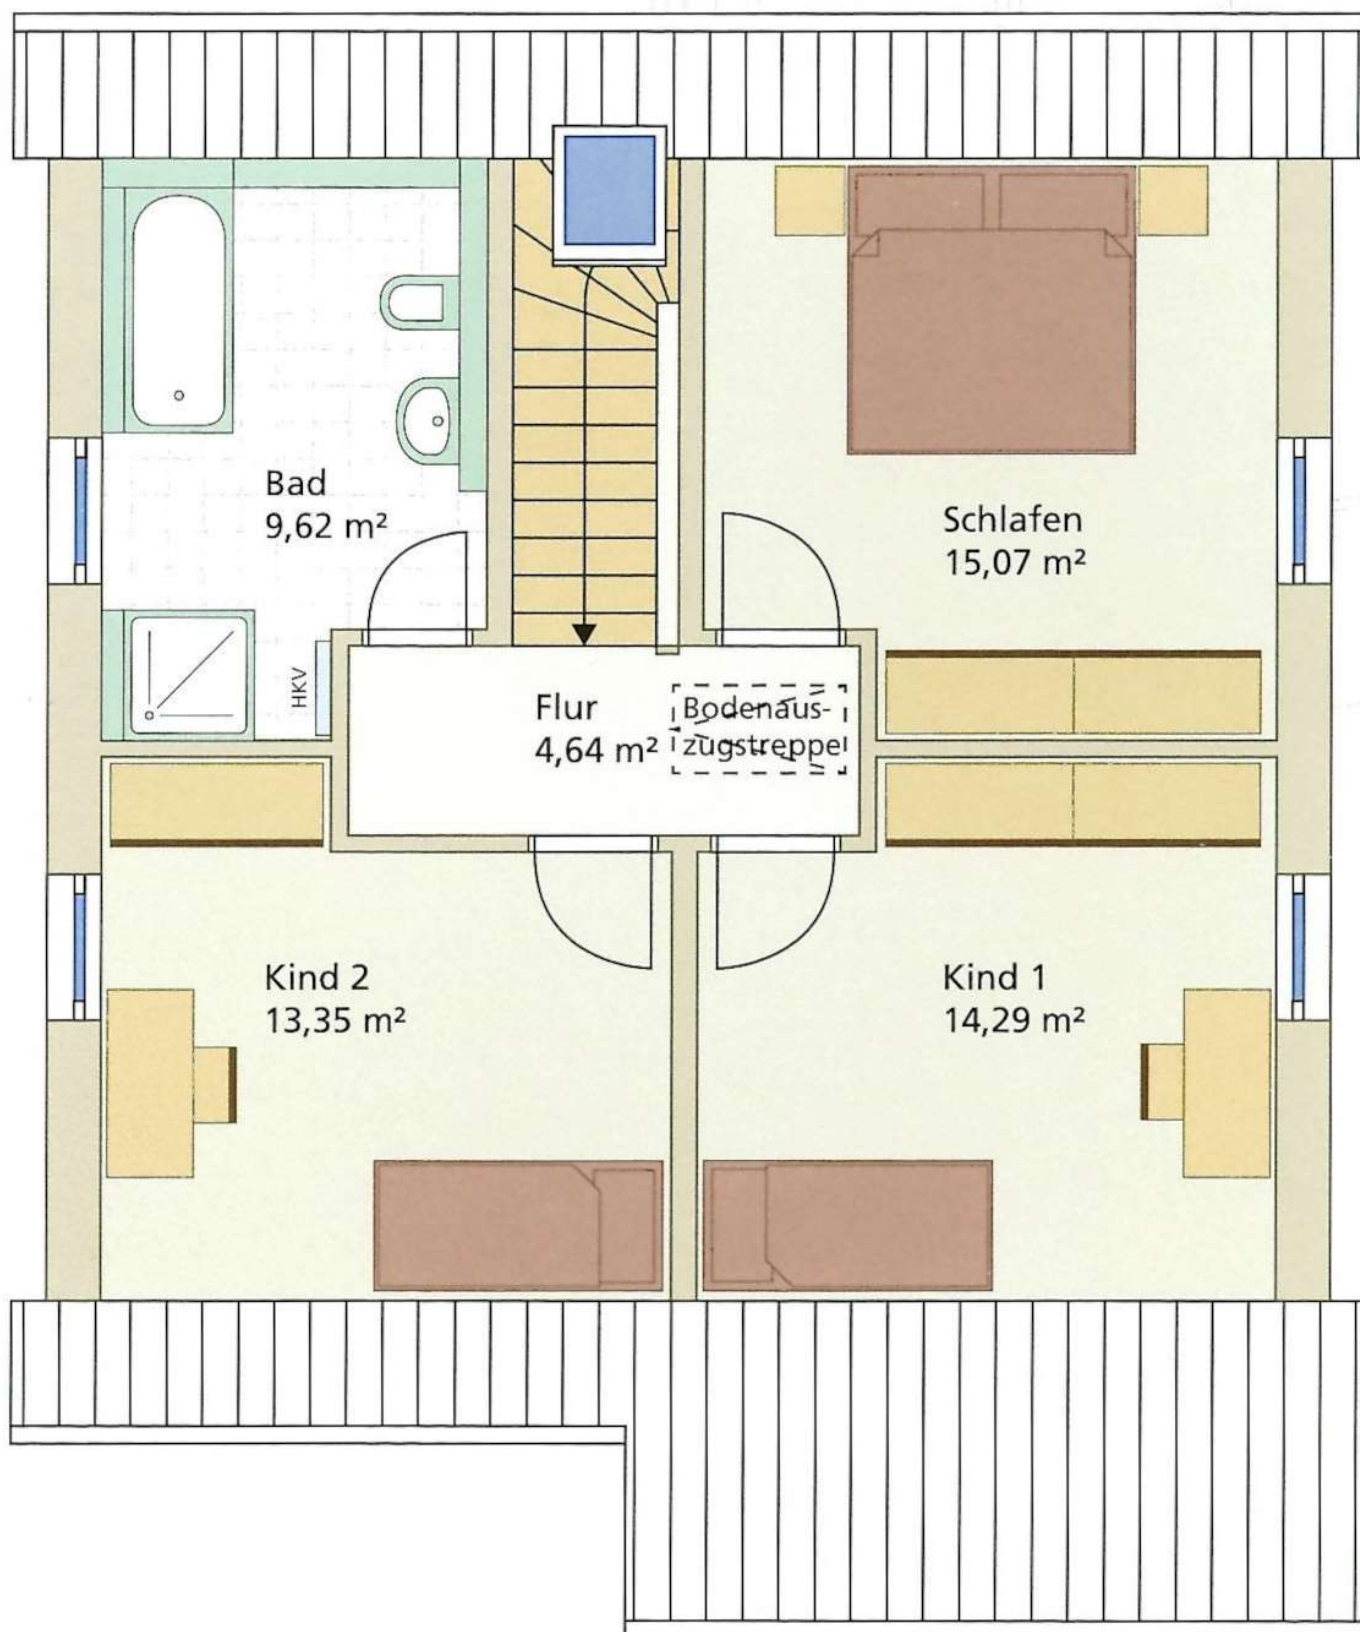 Bad
9,62 m²
Schlafen
15,07 m²
HKV
Flur
4,64 m²
Bodenaus-
zugstreppe
Kind 2
13,35 m²
Kind 1
14,29 m²